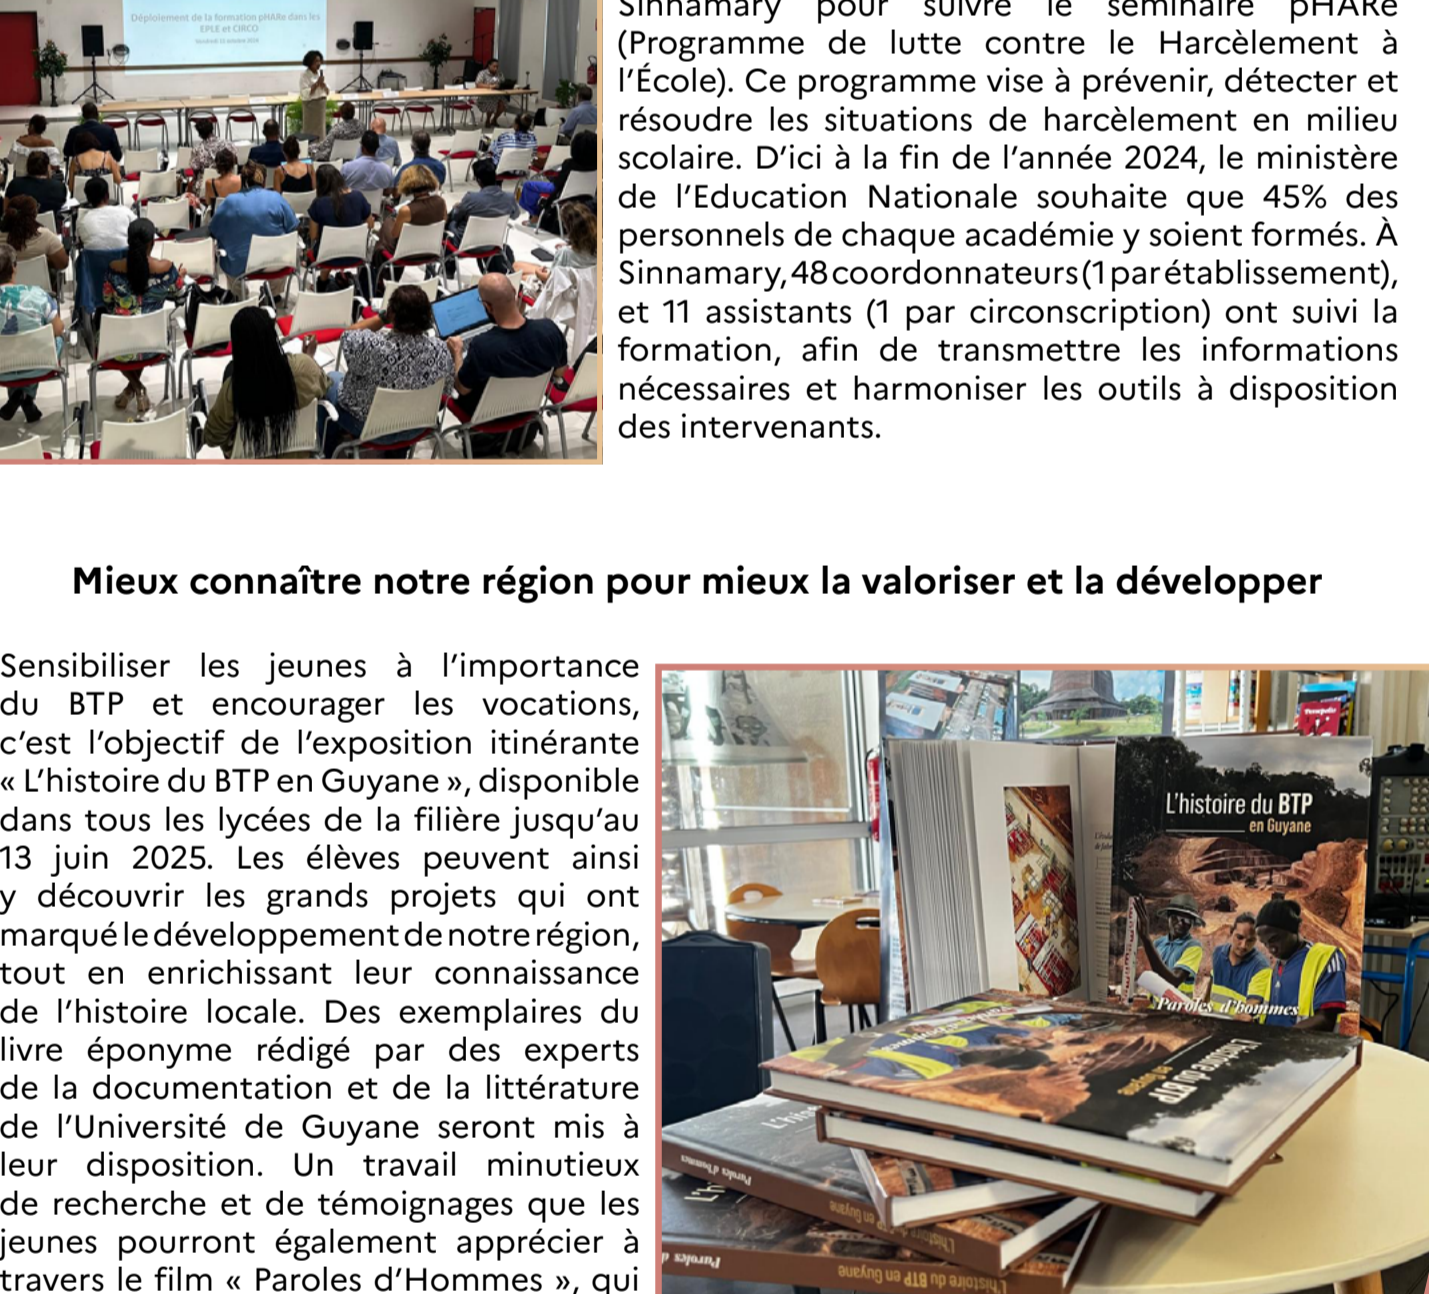 Déploiement de la formation pHARe dans les
EPLE et CIRCO
Sinnamary pour suivre le séminaire pHARe
(Programme de lutte contre le Harcèlement à
l’École). Ce programme vise à prévenir, détecter et
résoudre les situations de harcèlement en milieu
scolaire. D’ici à la fin de l’année 2024, le ministère
de l’Education Nationale souhaite que 45% des
personnels de chaque académie y soient formés. À
Sinnamary, 48 coordonnateurs (1 par établissement),
et 11 assistants (1 par circonscription) ont suivi la
formation, afin de transmettre les informations
nécessaires et harmoniser les outils à disposition
des intervenants.
Mieux connaître notre région pour mieux la valoriser et la développer
Sensibiliser les jeunes à l’importance
du BTP et encourager les vocations,
c’est l’objectif de l’exposition itinérante
« L’histoire du BTP en Guyane », disponible
dans tous les lycées de la filière jusqu’au
13 juin 2025. Les élèves peuvent ainsi
y découvrir les grands projets qui ont
marqué le développement de notre région,
tout en enrichissant leur connaissance
de l’histoire locale. Des exemplaires du
livre éponyme rédigé par des experts
de la documentation et de la littérature
de l’Université de Guyane seront mis à
leur disposition. Un travail minutieux
de recherche et de témoignages que les
jeunes pourront également apprécier à
travers le film « Paroles d’Hommes », qui
L’histoire du BTP
en Guyane
Paroles d’hommes
L’histoire du BTP
en Guyane
Paroles d’hommes
en Guyane
L’histoire du BTP en Guyane